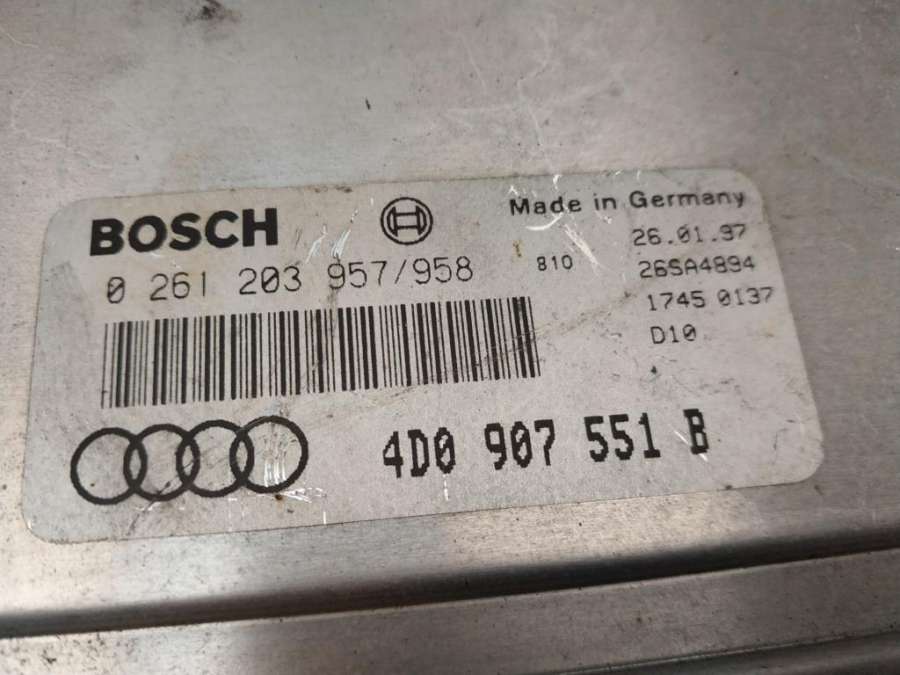 BOSCH
Made in Germany
0 261 203 957/958
810
26.01.97
26SA4894
1745 0137
D10
4D0 907 551 B